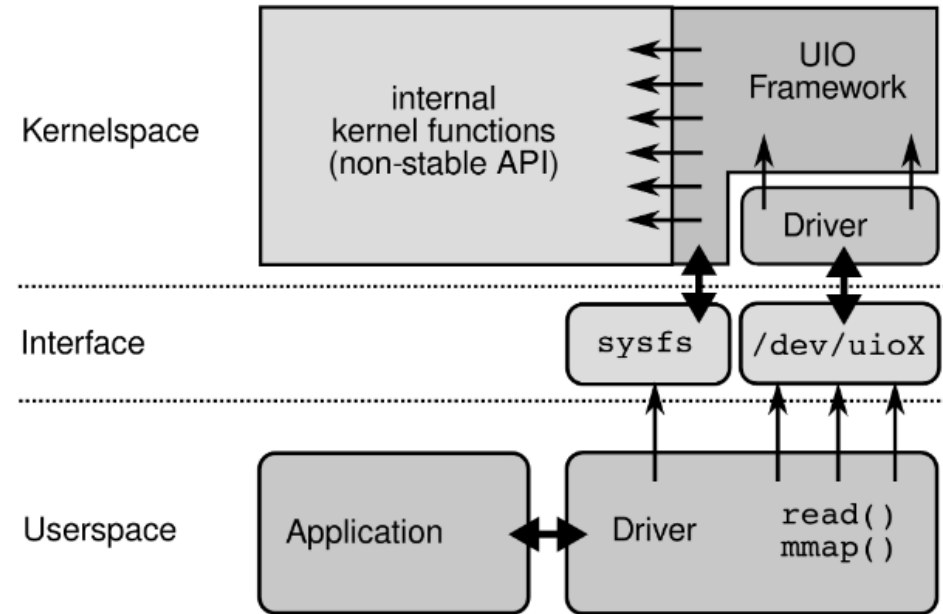 Kernelspace
internal
kernel functions
(non-stable API)
UIO
Framework
Driver
Interface
sysfs
/dev/uioX
Userspace
Application
Driver
read()
mmap()